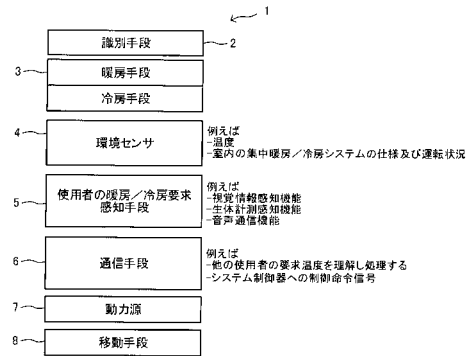 1
識別手段
2
3
暖房手段
冷房手段
4
環境センサ
例えば
-温度
-室内の集中暖房／冷房システムの仕様及び運転状況
5
使用者の暖房／冷房要求
感知手段
例えば
-視覚情報感知機能
-生体計測感知機能
-音声通信機能
6
通信手段
例えば
-他の使用者の要求温度を理解し処理する
-システム制御器への制御命令信号
7
動力源
8
移動手段